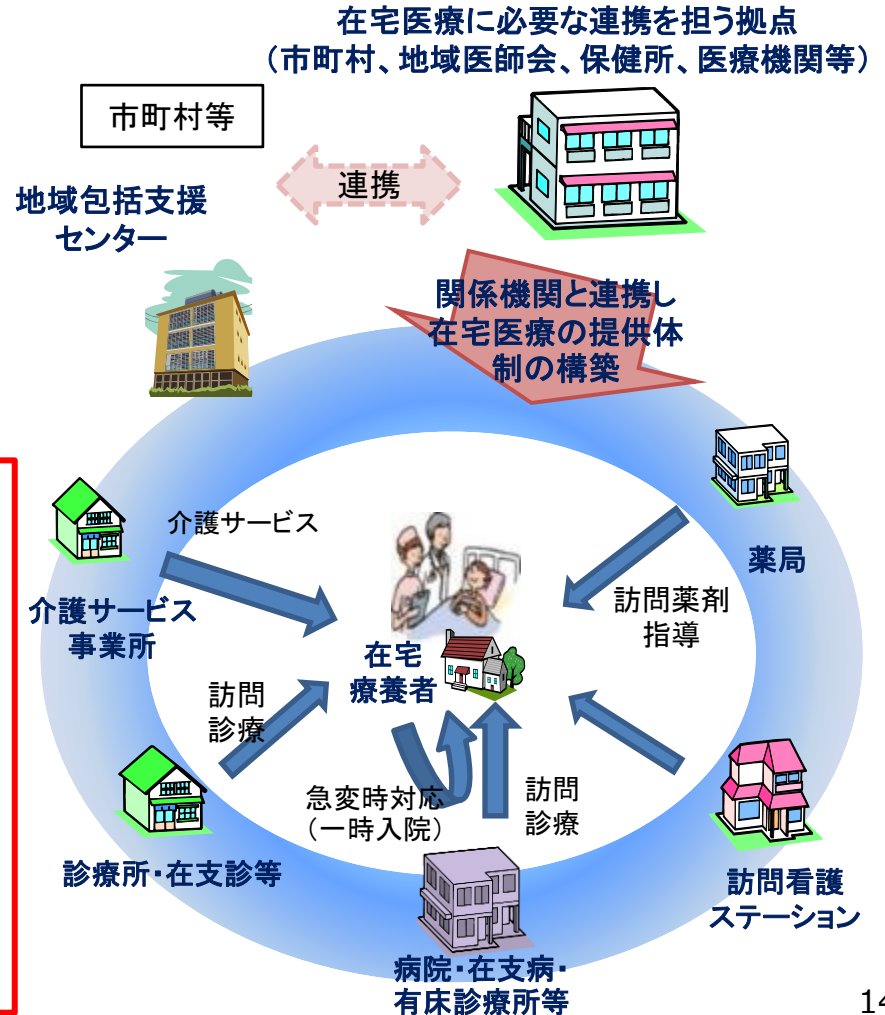 在宅医療に必要な連携を担う拠点
（市町村、地域医師会、保健所、医療機関等）
市町村等
連携
地域包括支援
センター
関係機関と連携し
在宅医療の提供体
制の構築
介護サービス
薬局
介護サービス
事業所
訪問薬剤
指導
在宅
療養者
訪問
診療
急変時対応
（一時入院）
訪問
診療
診療所・在支診等
訪問看護
ステーション
病院・在支病・
有床診療所等
14